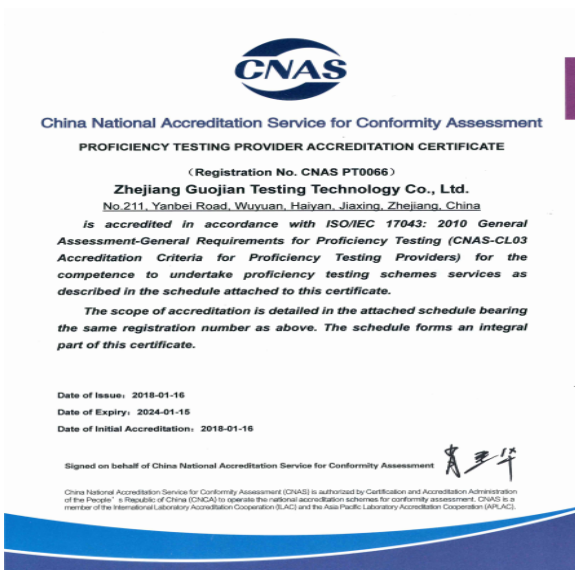 CNAS
China National Accreditation Service for Conformity Assessment
PROFICIENCY TESTING PROVIDER ACCREDITATION CERTIFICATE
（Registration No. CNAS PT0066）
Zhejiang Guojian Testing Technology Co., Ltd.
No.211, Yanbei Road, Wuyuan, Haiyan, Jiaxing, Zhejiang, China
is accredited in accordance with ISO/IEC 17043: 2010 General
Assessment-General Requirements for Proficiency Testing (CNAS-CL03
Accreditation Criteria for Proficiency Testing Providers) for the
competence to undertake proficiency testing schemes services as
described in the schedule attached to this certificate.
The scope of accreditation is detailed in the attached schedule bearing
the same registration number as above. The schedule forms an integral
part of this certificate.
Date of Issue：2018-01-16
Date of Expiry：2024-01-15
Date of Initial Accreditation：2018-01-16
Signed on behalf of China National Accreditation Service for Conformity Assessment
China National Accreditation Service for Conformity Assessment (CNAS) is authorized by Certification and Accreditation Administration
of the People’s Republic of China (CNCA) to operate the national accreditation schemes for conformity assessment. CNAS is a
member of the International Laboratory Accreditation Cooperation (ILAC) and the Asia Pacific Laboratory Accreditation Cooperation (APLAC).